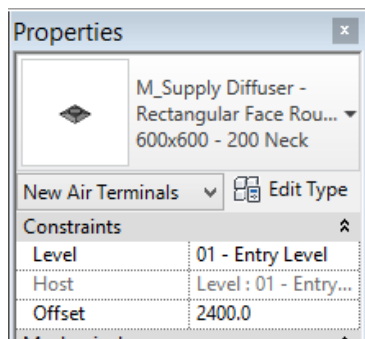 Properties
x
M_Supply Diffuser -
Rectangular Face Rou...
600x600 - 200 Neck
New Air Terminals Edit Type
Constraints
Level 01 - Entry Level
Host Level : 01 - Entry...
Offset 2400.0